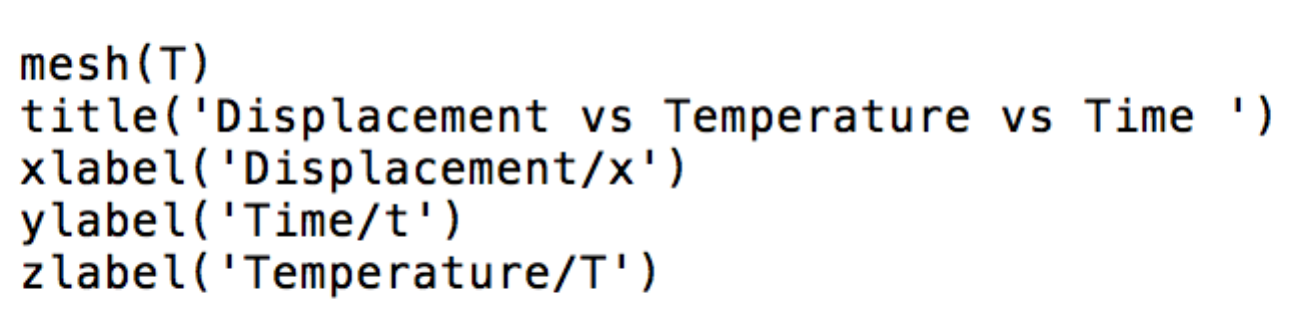 mesh(T)
title('Displacement vs Temperature vs Time ')
xlabel('Displacement/x')
ylabel('Time/t')
zlabel('Temperature/T')